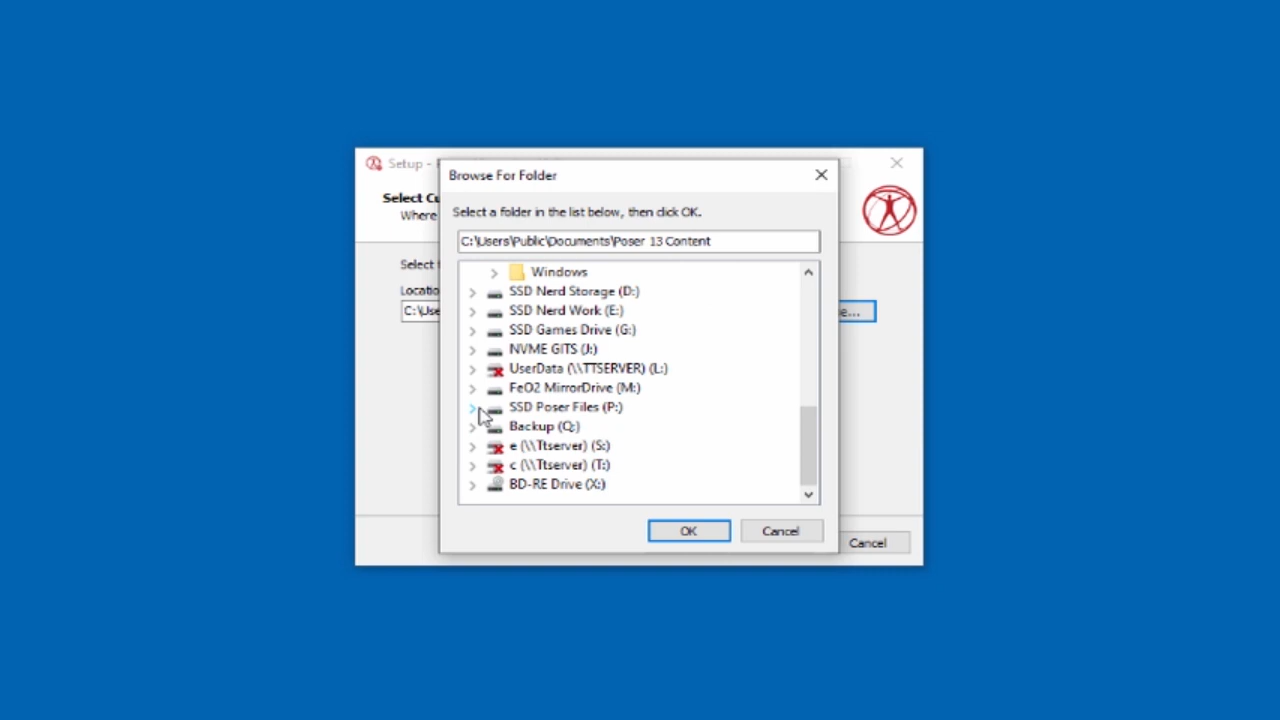 Setup -
Browse For Folder
Select a folder in the list below, then click OK.
Select
Where
C:\Users\Public\Documents\Poser 13 Content
Select
Windows
SSD Nerd Storage (D:)
SSD Nerd Work (E:)
C:\Use
e...
SSD Games Drive (G:)
NVME GITS (J:)
UserData (\\TTSERVER) (L:)
FeO2 MirrorDrive (M:)
SSD Poser Files (P:)
Backup (Q:)
e (\\Ttserver) (S:)
c (\\Ttserver) (T:)
BD-RE Drive (X:)
OK
Cancel
Cancel